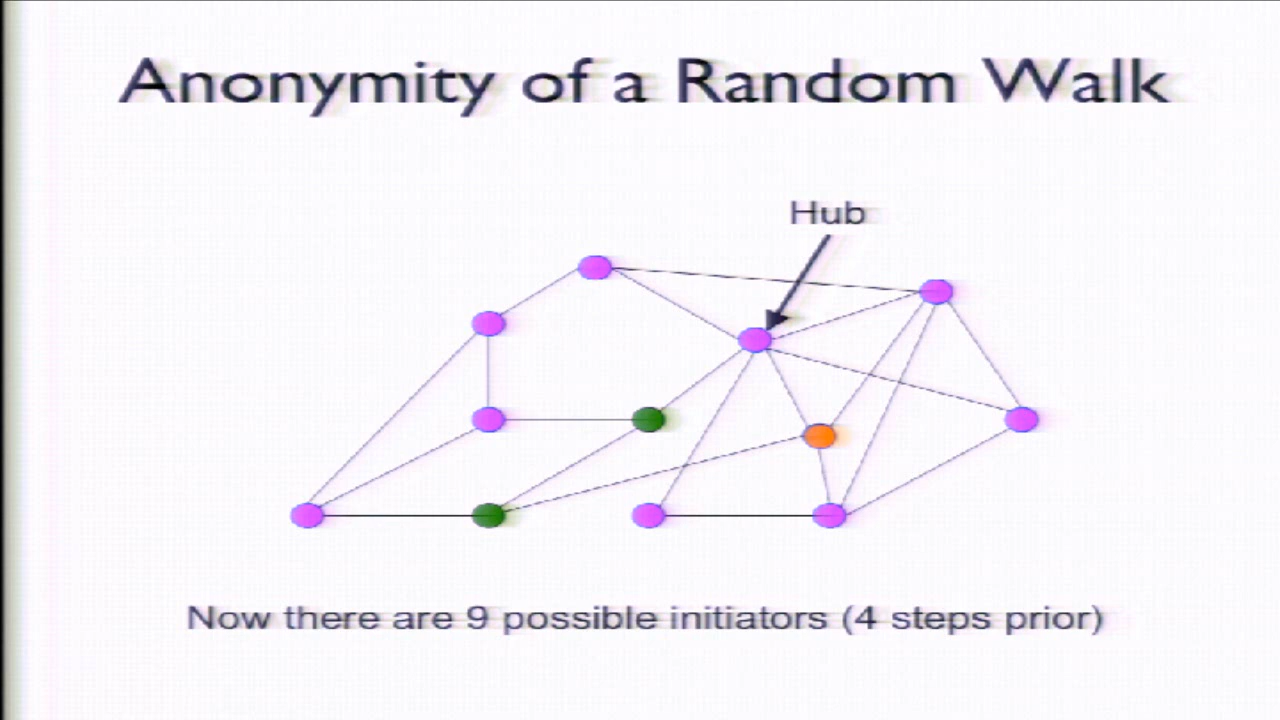 Anonymity of a Random Walk
Hub
Now there are 9 possible initiators (4 steps prior)